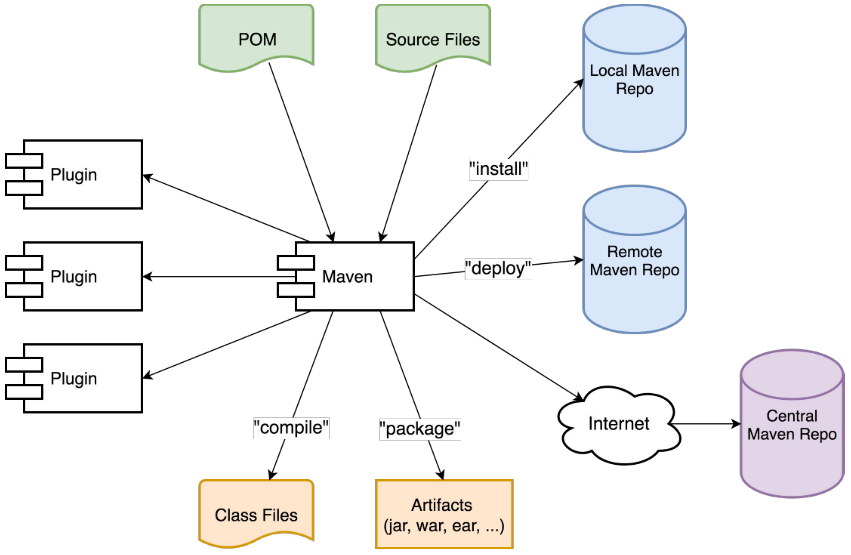 POM
Source Files
Local Maven
Repo
Plugin
"install"
Remote
Maven Repo
Plugin
Maven
"deploy"
Plugin
Internet
Central
Maven Repo
"compile"
"package"
Class Files
Artifacts
(jar, war, ear, ...)